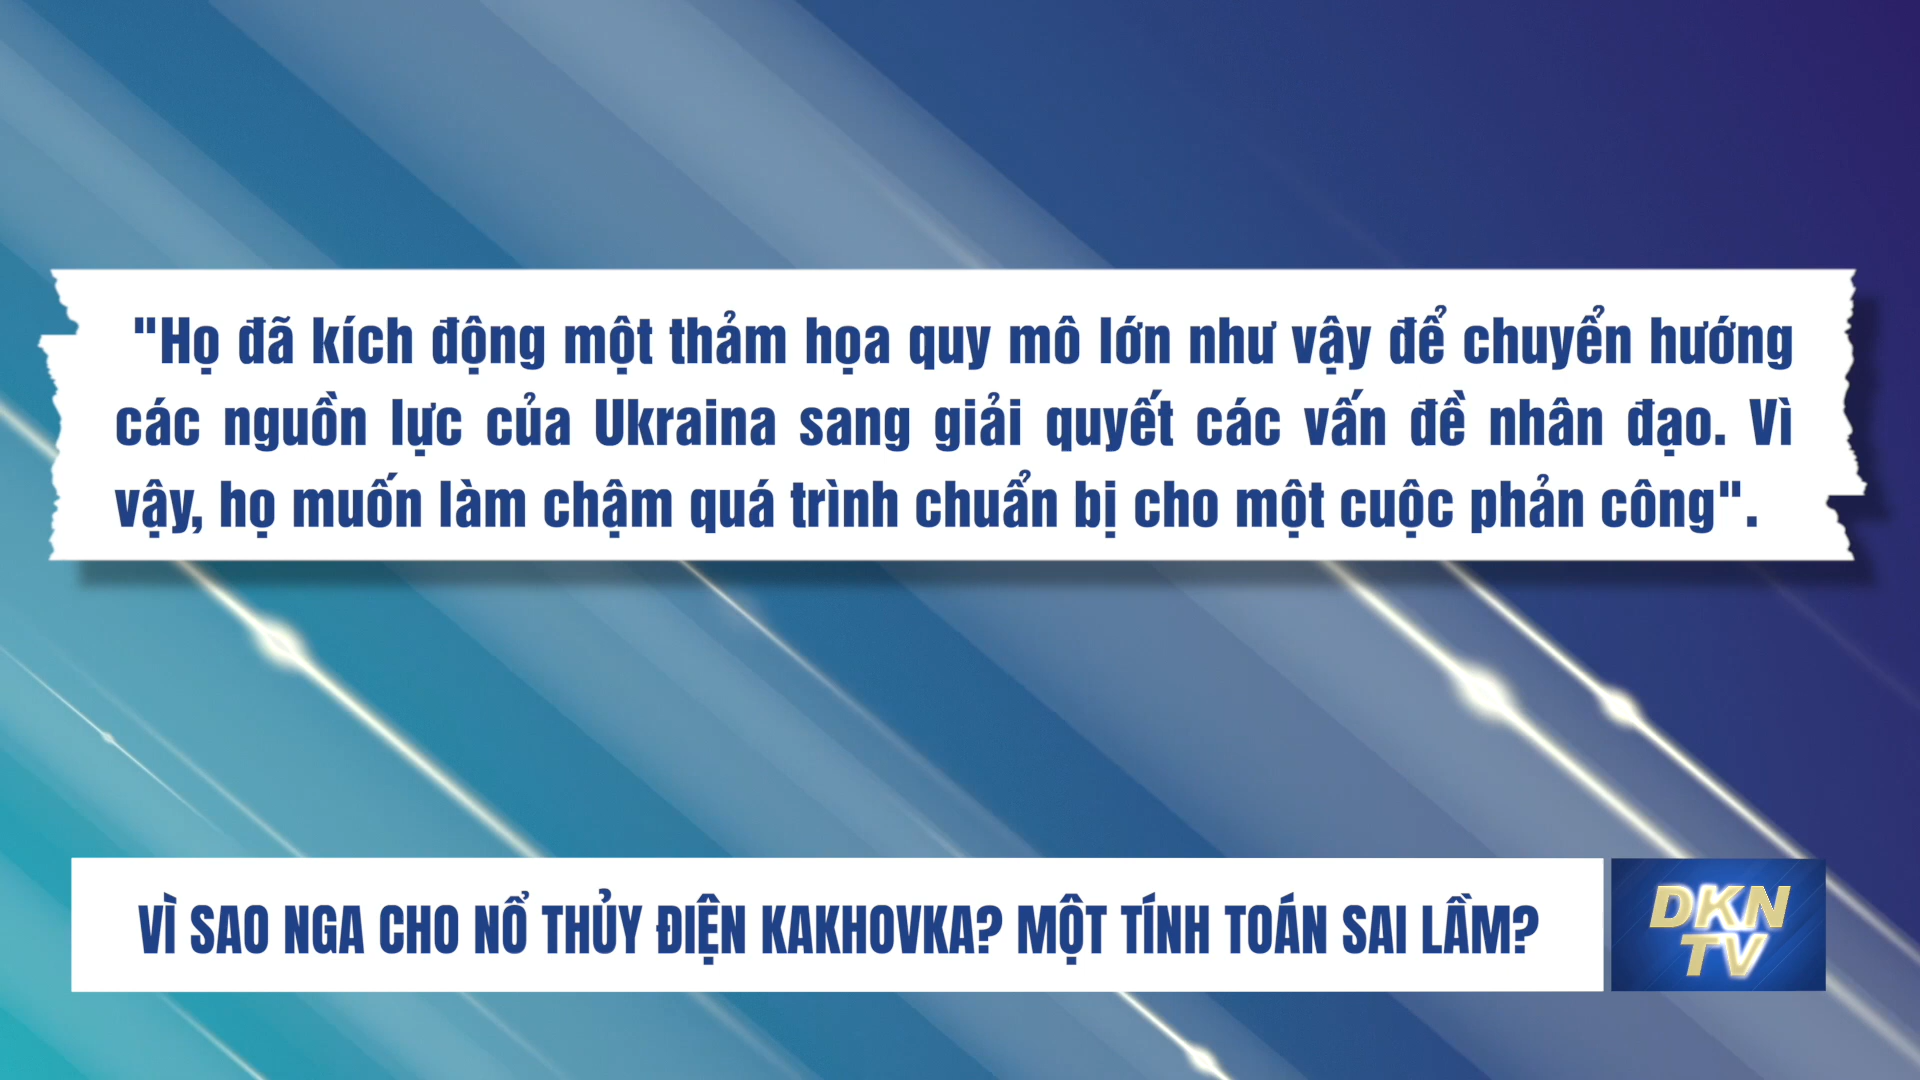 "Họ đã kích động một thảm họa quy mô lớn như vậy để chuyển hướng
các nguồn lực của Ukraina sang giải quyết các vấn đề nhân đạo. Vì
vậy, họ muốn làm chậm quá trình chuẩn bị cho một cuộc phản công".
VÌ SAO NGA CHO NỔ THỦY ĐIỆN KAKHOVKA? MỘT TÍNH TOÁN SAI LẦM?
DKN
TV